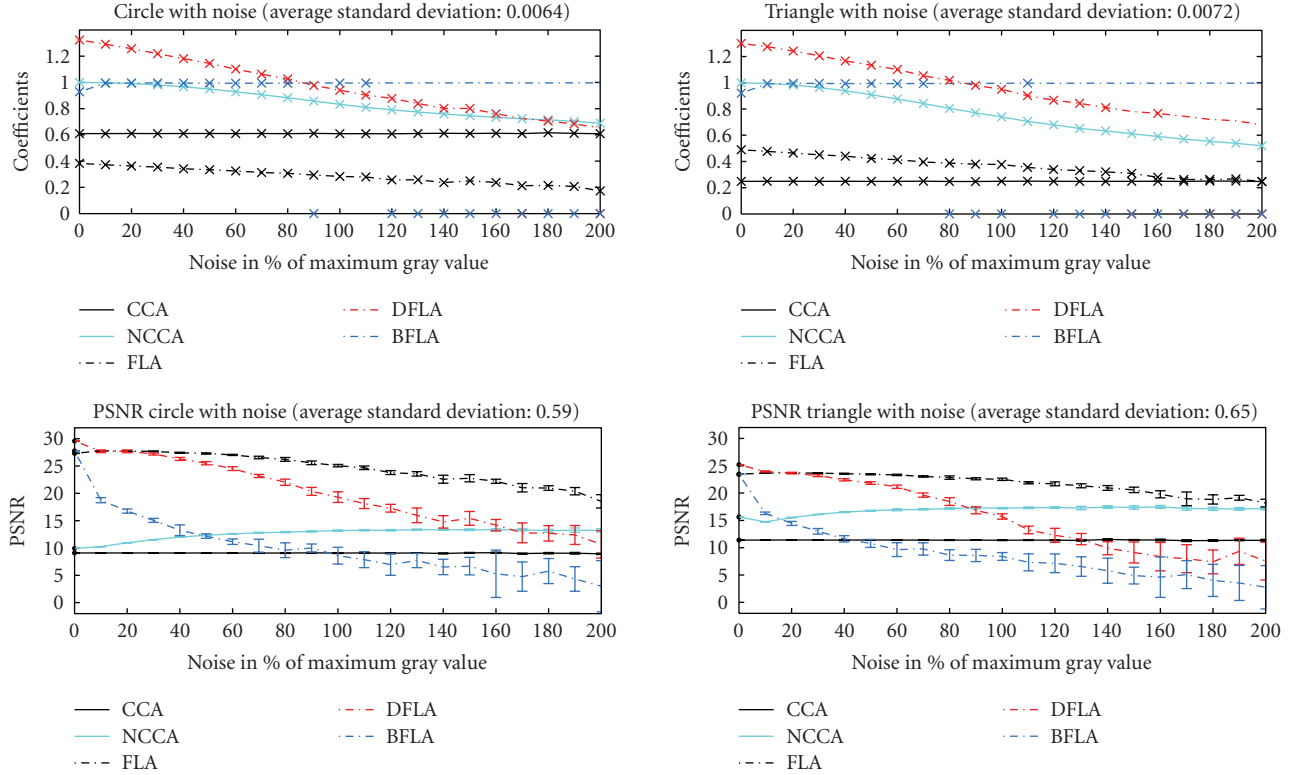 Circle with noise (average standard deviation: 0.0064)
Coefficients
1.2
1
0.8
0.6
0.4
0.2
0
0 20 40 60 80 100 120 140 160 180 200
Noise in % of maximum gray value
CCA
NCCA
FLA
DFLA
BFLA
Triangle with noise (average standard deviation: 0.0072)
Coefficients
1.2
1
0.8
0.6
0.4
0.2
0
0 20 40 60 80 100 120 140 160 180 200
Noise in % of maximum gray value
CCA
NCCA
FLA
DFLA
BFLA
PSNR circle with noise (average standard deviation: 0.59)
PSNR
30
25
20
15
10
5
0
0 20 40 60 80 100 120 140 160 180 200
Noise in % of maximum gray value
CCA
NCCA
FLA
DFLA
BFLA
PSNR triangle with noise (average standard deviation: 0.65)
PSNR
30
25
20
15
10
5
0
0 20 40 60 80 100 120 140 160 180 200
Noise in % of maximum gray value
CCA
NCCA
FLA
DFLA
BFLA